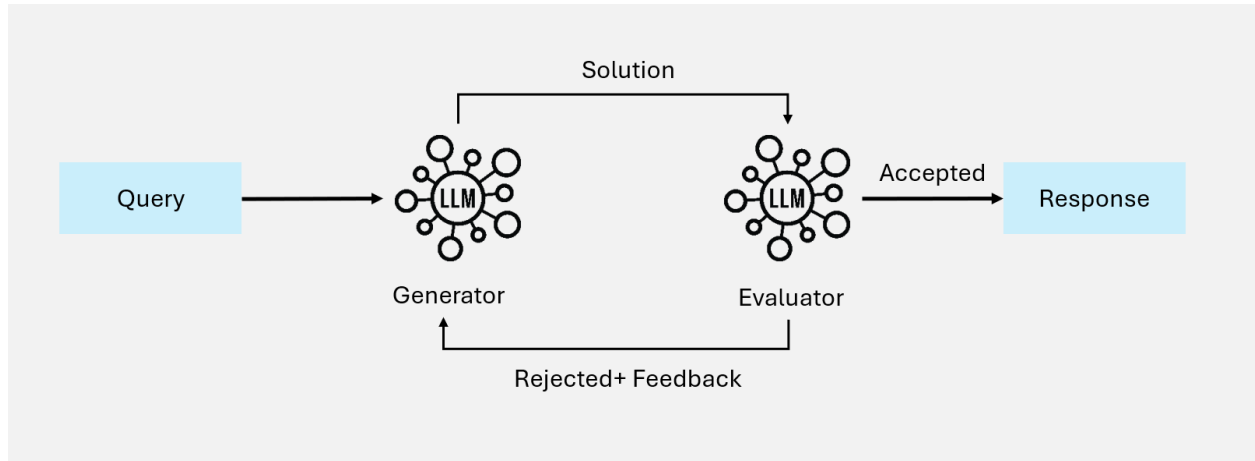 Solution
Query
LLM
LLM
Accepted
Response
Generator
Evaluator
Rejected+ Feedback